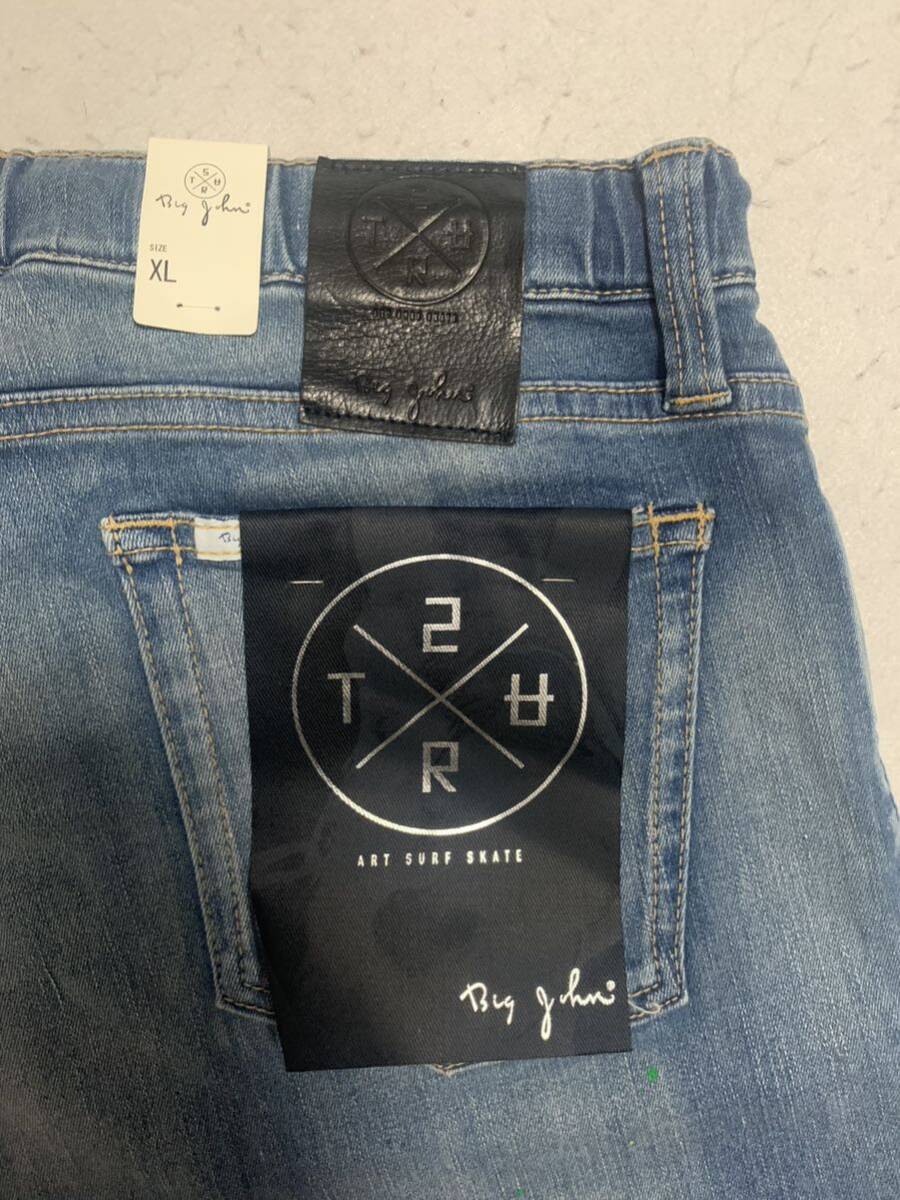 S
T A
R
Big John
SIZE
XL
2
T A
R
Big John
2
T A
R
ART SURF SKATE
Big John